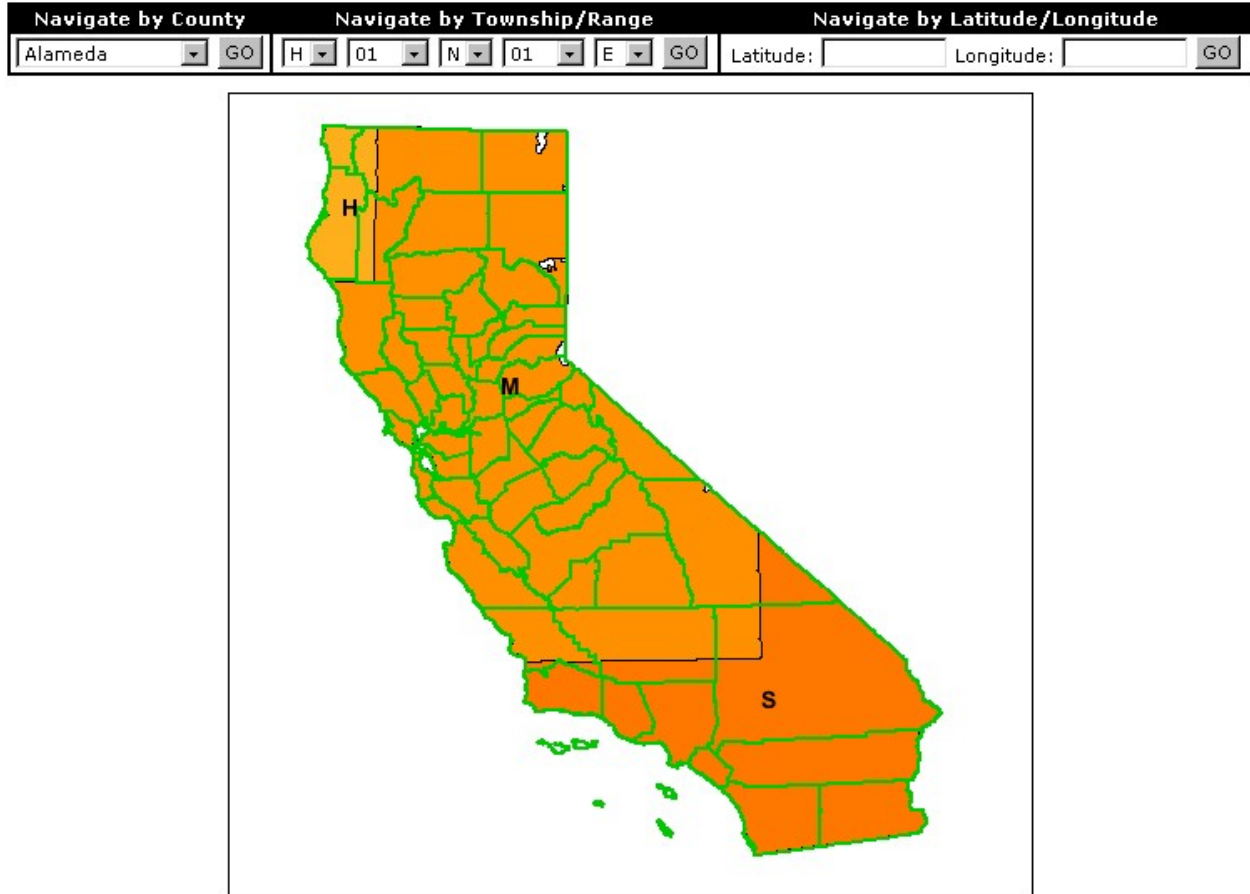 Navigate by County
Navigate by Township/Range
Navigate by Latitude/Longitude
Alameda GO
H 01 N 01 E GO
Latitude: Longitude: GO
H
M
S